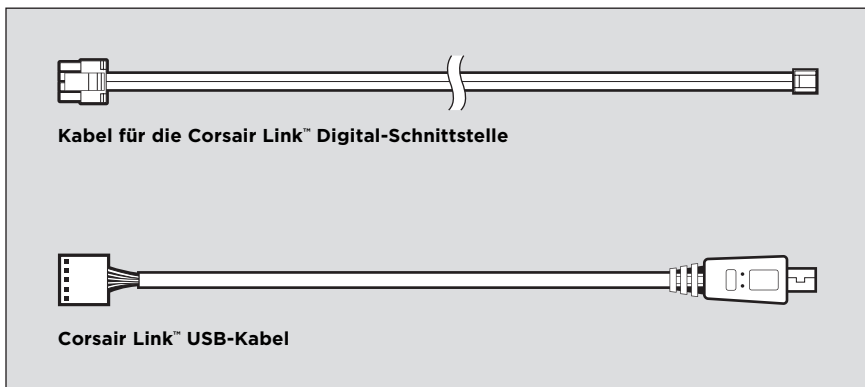 Kabel für die Corsair Link™ Digital-Schnittstelle
Corsair Link™ USB-Kabel